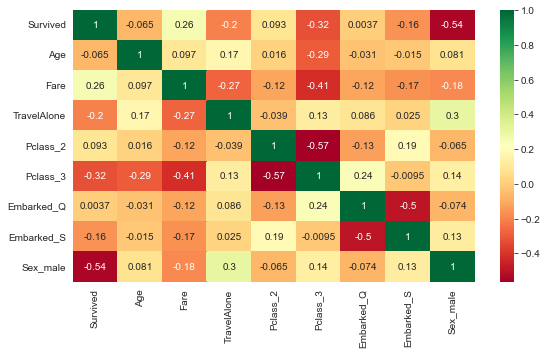 Survived 1 -0.065 0.26 -0.2 0.093 -0.32 0.0037 -0.16 -0.54
Age -0.065 1 0.097 0.17 0.016 -0.29 -0.031 -0.015 0.081
Fare 0.26 0.097 1 -0.27 -0.12 -0.41 -0.12 -0.17 -0.18
TravelAlone -0.2 0.17 -0.27 1 -0.039 0.13 0.086 0.025 0.3
Pclass_2 0.093 0.016 -0.12 -0.039 1 -0.57 -0.13 0.19 -0.065
Pclass_3 -0.32 -0.29 -0.41 0.13 -0.57 1 0.24 -0.0095 0.14
Embarked_Q 0.0037 -0.031 -0.12 0.086 -0.13 0.24 1 -0.5 -0.074
Embarked_S -0.16 -0.015 -0.17 0.025 0.19 -0.0095 -0.5 1 0.13
Sex_male -0.54 0.081 -0.18 0.3 -0.065 0.14 -0.074 0.13 1
Survived Age Fare TravelAlone Pclass_2 Pclass_3 Embarked_Q Embarked_S Sex_male
1.0
0.8
0.6
0.4
0.2
0.0
−0.2
−0.4